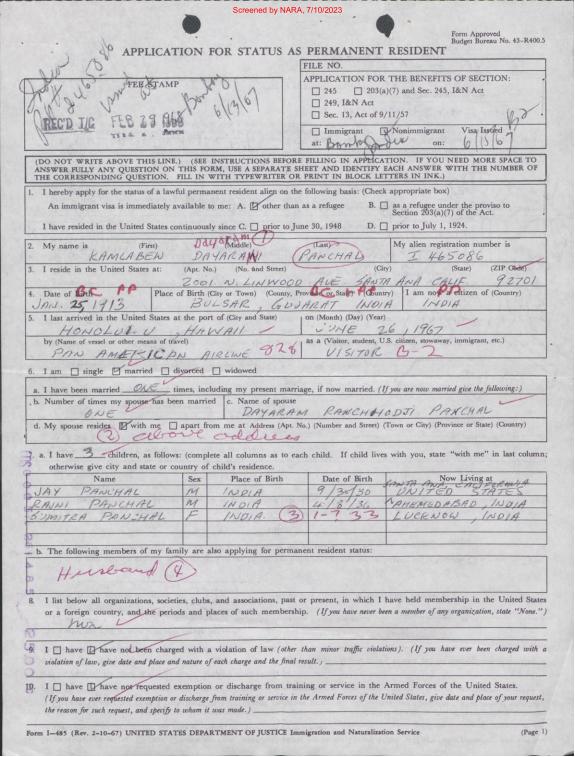 Screened by NARA, 7/10/2023
Form Approved
Budget Bureau No. 43-R400.5
APPLICATION FOR STATUS AS PERMANENT RESIDENT
FEE STAMP
REC'D
FEB 29 1968
Bombay
6/13/67
FILE NO.
APPLICATION FOR THE BENEFITS OF SECTION:
245 203(a)(7) and Sec. 245, I&N Act
249, I&N Act
Sec. 13, Act of 9/11/57
Immigrant Nonimmigrant Visa Issued
at: Bombay India on: 6/13/67
(DO NOT WRITE ABOVE THIS LINE.) (SEE INSTRUCTIONS BEFORE FILLING IN APPLICATION. IF YOU NEED MORE SPACE TO
ANSWER FULLY ANY QUESTION ON THIS FORM, USE A SEPARATE SHEET AND IDENTIFY EACH ANSWER WITH THE NUMBER OF
THE CORRESPONDING QUESTION. FILL IN WITH TYPEWRITER OR PRINT IN BLOCK LETTERS IN INK.)
1. I hereby apply for the status of a lawful permanent resident alien on the following basis: (Check appropriate box)
An immigrant visa is immediately available to me: A. other than as a refugee B. as a refugee under the proviso to
Section 203(a)(7) of the Act.
I have resided in the United States continuously since C. prior to June 30, 1948 D. prior to July 1, 1924.
Dayaram 1
2. My name is (First) (Middle) (Last) My alien registration number is
KAMLABEN DAYARAM PANCHAL I 465086
3. I reside in the United States at: (Apt. No.) (No. and Street) (City) (State) (ZIP Code)
2001 N. LINWOOD AVE SANTA ANA CALIF. 92701
4. Date of Birth Place of Birth (City or Town) (County, Province or State) (Country) I am now a citizen of (Country)
BC PP BC PP PP
JAN. 25, 1913 BULSAR, GUJARAT INDIA INDIA
5. I last arrived in the United States at the port of (City and State) on (Month) (Day) (Year)
HONOLULU, HAWAII JUNE 26, 1967
by (Name of vessel or other means of travel) as a (Visitor, student, U.S. citizen, stowaway, immigrant, etc.)
PAN AMERICAN AIRLINE 828 VISITOR B-2
6. I am single married divorced widowed
a. I have been married ONE times, including my present marriage, if now married. (If you are now married give the following:)
b. Number of times my spouse has been married c. Name of spouse
ONE DAYARAM RANCHHODJI PANCHAL
d. My spouse resides with me apart from me at Address (Apt. No.) (Number and Street) (Town or City) (Province or State) (Country)
2 above address
7. a. I have 3 children, as follows: (complete all columns as to each child. If child lives with you, state "with me" in last column;
otherwise give city and state or country of child's residence.
Name Sex Place of Birth Date of Birth Now Living at
SANTA ANA, CALIFORNIA
JAY PANCHAL M INDIA 9/30/30 UNITED STATES
PANCHAL M INDIA AHEMEDABAD, INDIA
SUMITRA PANCHAL F INDIA 3 1-7 33 LUCKNOW, INDIA
b. The following members of my family are also applying for permanent resident status:
Husband 4
8. I list below all organizations, societies, clubs, and associations, past or present, in which I have held membership in the United States
or a foreign country, and the periods and places of such membership. (If you have never been a member of any organization, state "None.")
9. I have have not been charged with a violation of law (other than minor traffic violations). (If you have ever been charged with a
violation of law, give date and place and nature of each charge and the final result.)
10. I have have not requested exemption or discharge from training or service in the Armed Forces of the United States.
(If you have ever requested exemption or discharge from training or service in the Armed Forces of the United States, give date and place of your request,
the reason for such request, and specify to whom it was made.)
Form I-485 (Rev. 2-10-67) UNITED STATES DEPARTMENT OF JUSTICE Immigration and Naturalization Service (Page 1)